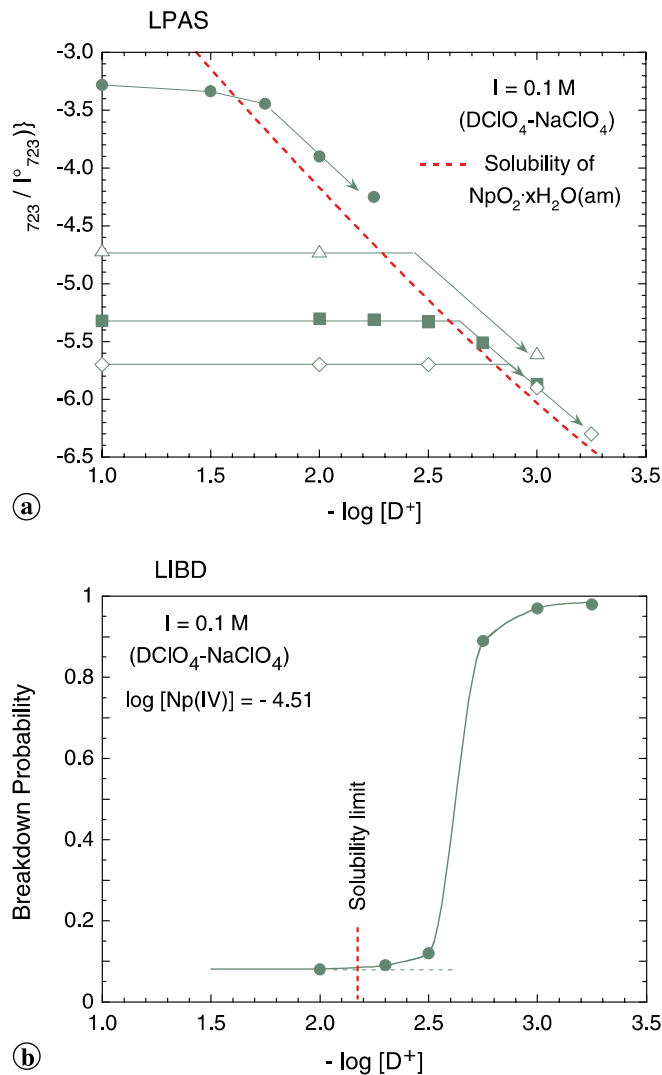 LPAS
-3.0
-3.5
-4.0
-4.5
-5.0
-5.5
-6.0
-6.5
₇₂₃ / I°₇₂₃)}
I = 0.1 M
(DClO₄-NaClO₄)
Solubility of
NpO₂·xH₂O(am)
1.0 1.5 2.0 2.5 3.0 3.5
- log [D⁺]
a
LIBD
1
0.8
0.6
0.4
0.2
0
Breakdown Probability
I = 0.1 M
(DClO₄-NaClO₄)
log [Np(IV)] = - 4.51
Solubility limit
1.0 1.5 2.0 2.5 3.0 3.5
- log [D⁺]
b